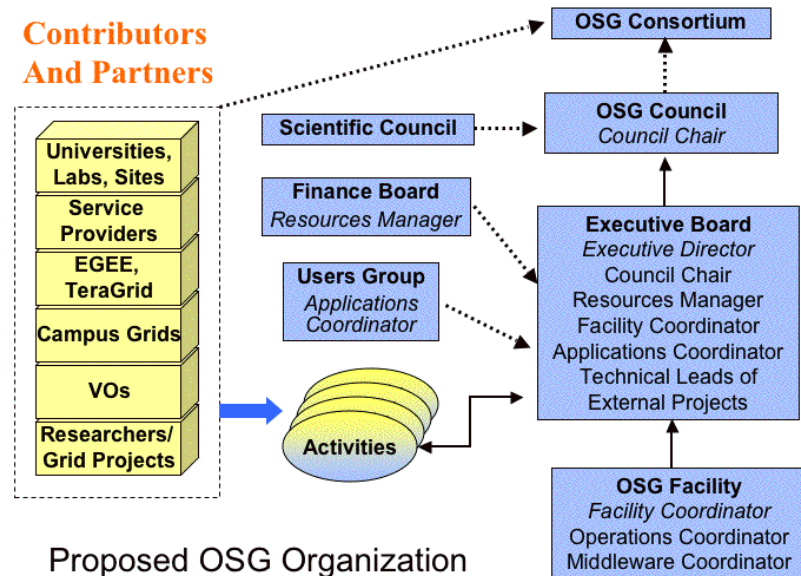 Contributors
And Partners
Universities,
Labs, Sites
Service
Providers
EGEE,
TeraGrid
Campus Grids
VOs
Researchers/
Grid Projects
OSG Consortium
Scientific Council
OSG Council
Council Chair
Finance Board
Resources Manager
Users Group
Applications
Coordinator
Activities
Executive Board
Executive Director
Council Chair
Resources Manager
Facility Coordinator
Applications Coordinator
Technical Leads of
External Projects
OSG Facility
Facility Coordinator
Operations Coordinator
Middleware Coordinator
Proposed OSG Organization